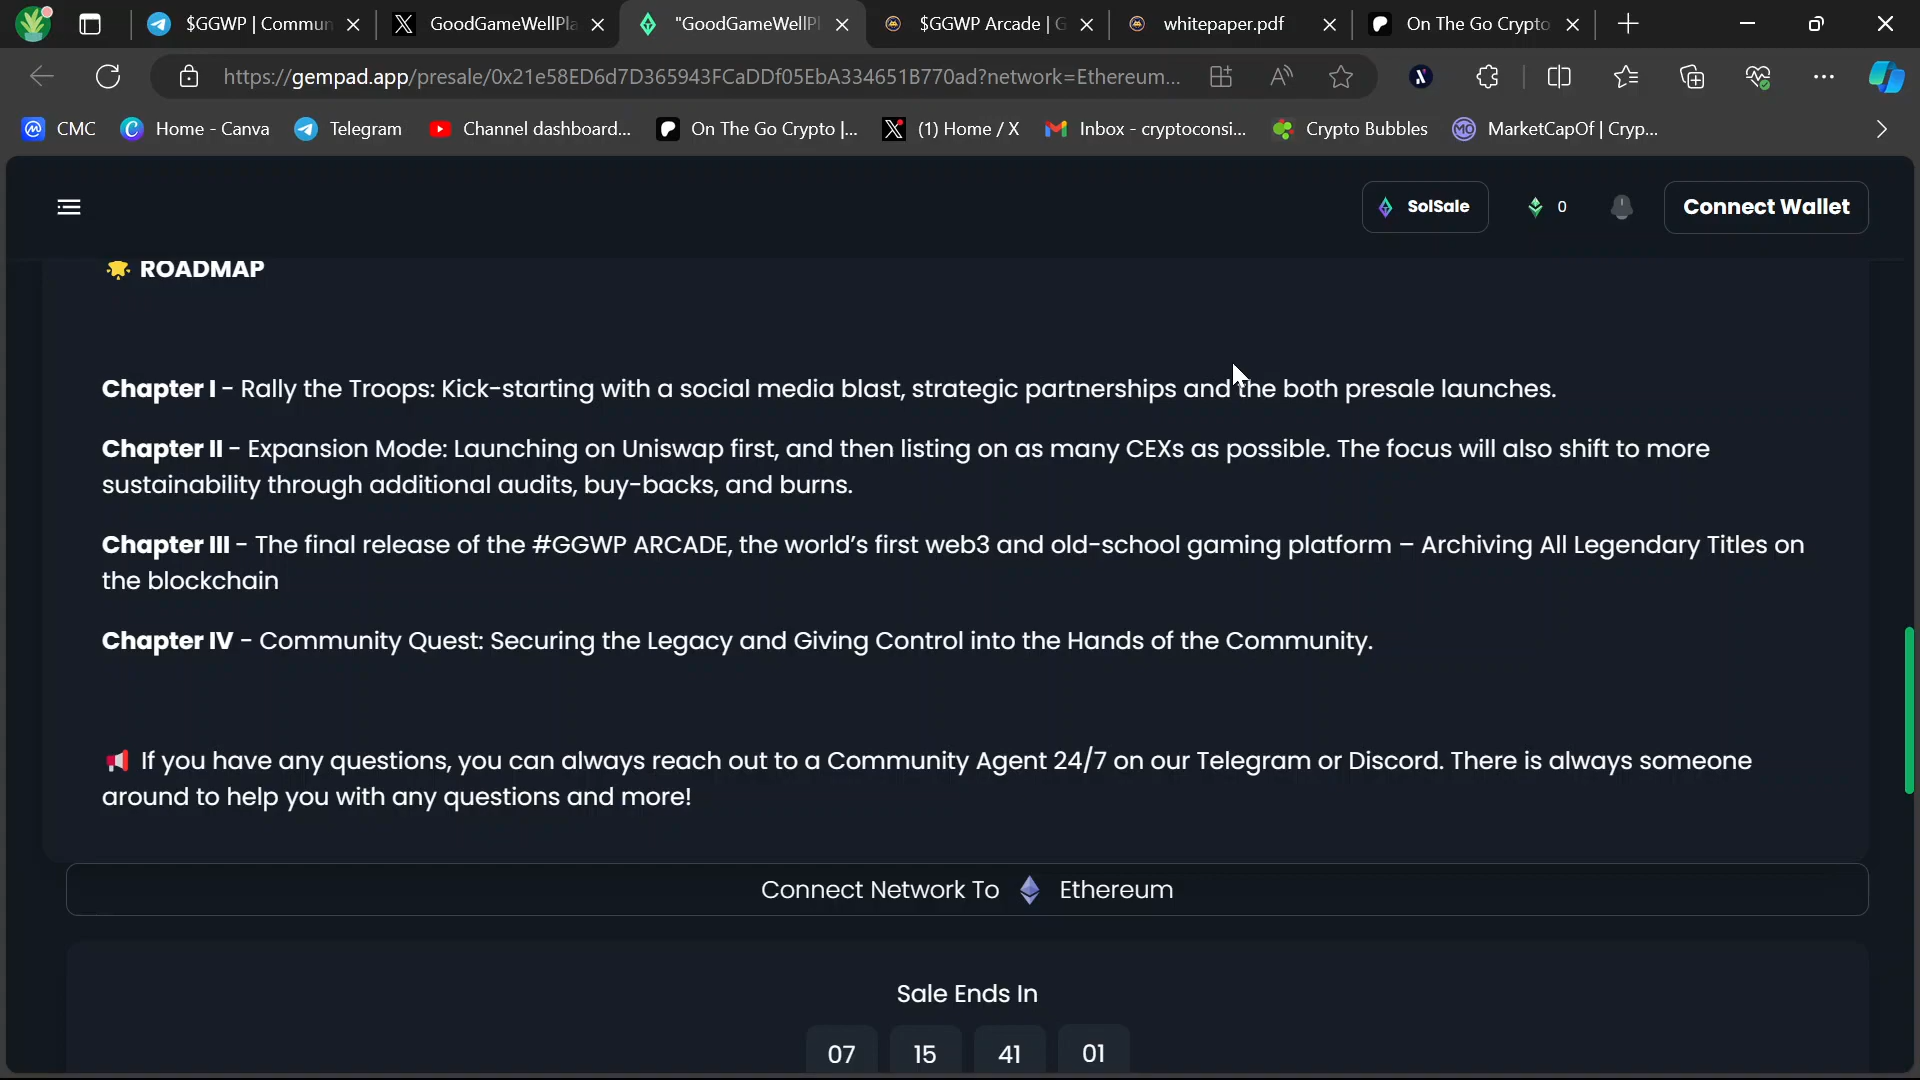 $GGWP | Commun
GoodGameWellPla
"GoodGameWellPl
$GGWP Arcade | G
whitepaper.pdf
On The Go Crypto
https://gempad.app/presale/0x21e58ED6d7D365943FCaDDf05EbA334651B770ad?network=Ethereum...
CMC
Home - Canva
Telegram
Channel dashboard...
On The Go Crypto |...
(1) Home / X
Inbox - cryptoconsi...
Crypto Bubbles
MarketCapOf | Cryp...
SolSale
0
Connect Wallet
ROADMAP
Chapter I - Rally the Troops: Kick-starting with a social media blast, strategic partnerships and the both presale launches.
Chapter II - Expansion Mode: Launching on Uniswap first, and then listing on as many CEXs as possible. The focus will also shift to more
sustainability through additional audits, buy-backs, and burns.
Chapter III - The final release of the #GGWP ARCADE, the world's first web3 and old-school gaming platform – Archiving All Legendary Titles on
the blockchain
Chapter IV - Community Quest: Securing the Legacy and Giving Control into the Hands of the Community.
If you have any questions, you can always reach out to a Community Agent 24/7 on our Telegram or Discord. There is always someone
around to help you with any questions and more!
Connect Network To Ethereum
Sale Ends In
07 15 41 01